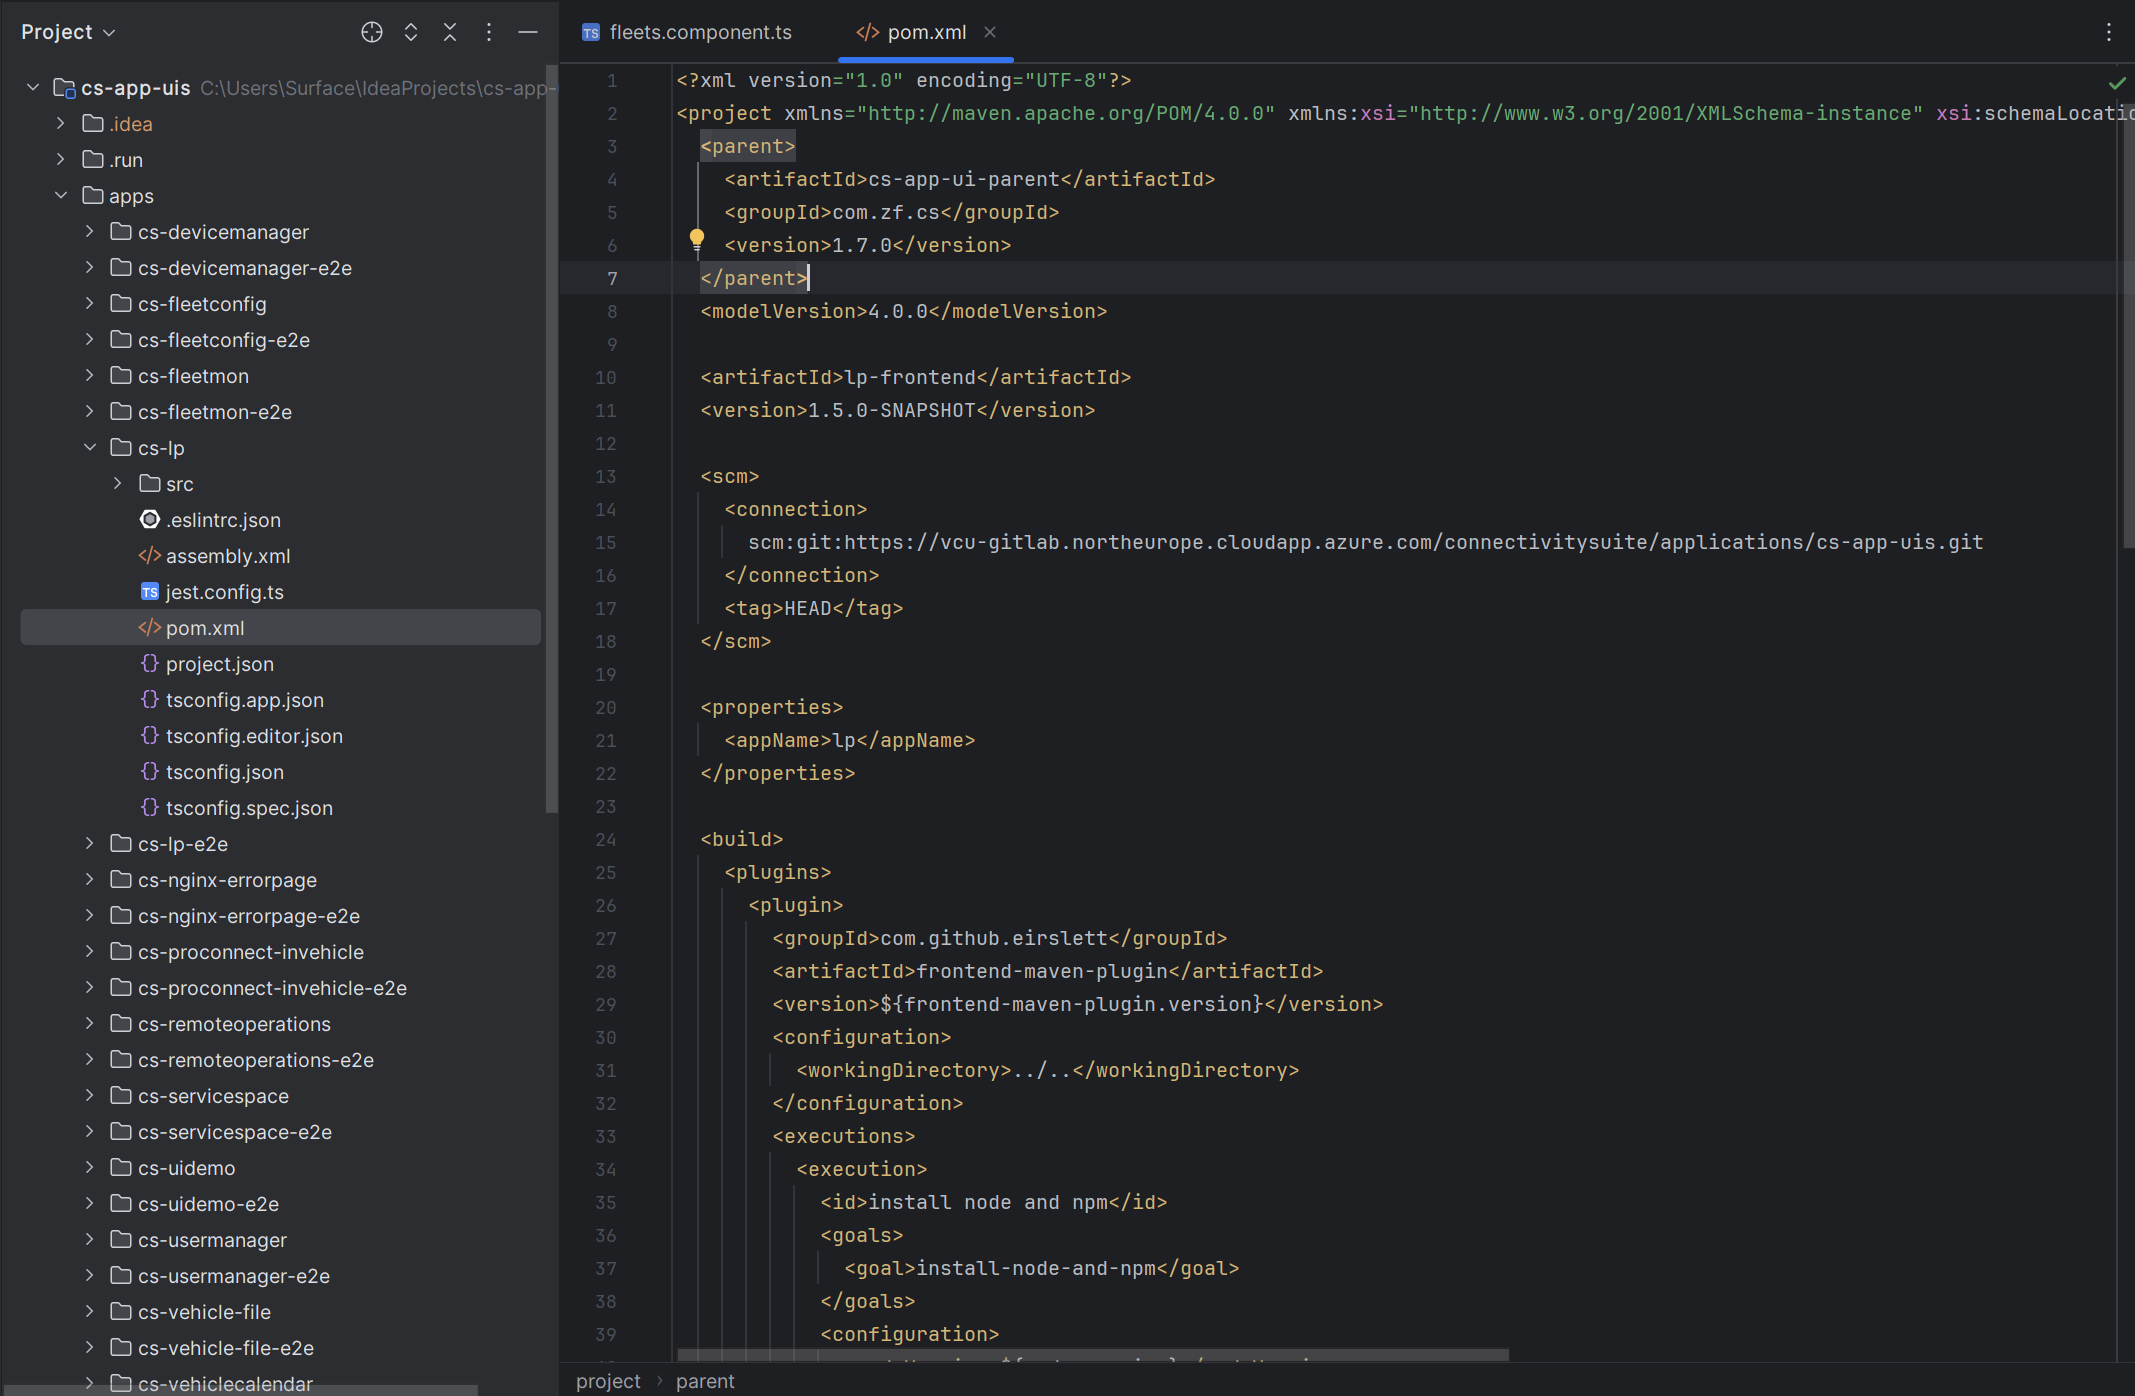 Project
cs-app-uis C:\Users\Surface\IdeaProjects\cs-app-
.idea
.run
apps
cs-devicemanager
cs-devicemanager-e2e
cs-fleetconfig
cs-fleetconfig-e2e
cs-fleetmon
cs-fleetmon-e2e
cs-lp
src
.eslintrc.json
assembly.xml
TS jest.config.ts
pom.xml
project.json
tsconfig.app.json
tsconfig.editor.json
tsconfig.json
tsconfig.spec.json
cs-lp-e2e
cs-nginx-errorpage
cs-nginx-errorpage-e2e
cs-proconnect-invehicle
cs-proconnect-invehicle-e2e
cs-remoteoperations
cs-remoteoperations-e2e
cs-servicespace
cs-servicespace-e2e
cs-uidemo
cs-uidemo-e2e
cs-usermanager
cs-usermanager-e2e
cs-vehicle-file
cs-vehicle-file-e2e
cs-vehiclecalendar
TS fleets.component.ts </> pom.xml
1 <?xml version="1.0" encoding="UTF-8"?>
2 <project xmlns="http://maven.apache.org/POM/4.0.0" xmlns:xsi="http://www.w3.org/2001/XMLSchema-instance" xsi:schemaLocatio
3 <parent>
4 <artifactId>cs-app-ui-parent</artifactId>
5 <groupId>com.zf.cs</groupId>
6 <version>1.7.0</version>
7 </parent>
8 <modelVersion>4.0.0</modelVersion>
9
10 <artifactId>lp-frontend</artifactId>
11 <version>1.5.0-SNAPSHOT</version>
12
13 <scm>
14 <connection>
15 scm:git:https://vcu-gitlab.northeurope.cloudapp.azure.com/connectivitysuite/applications/cs-app-uis.git
16 </connection>
17 <tag>HEAD</tag>
18 </scm>
19
20 <properties>
21 <appName>lp</appName>
22 </properties>
23
24 <build>
25 <plugins>
26 <plugin>
27 <groupId>com.github.eirslett</groupId>
28 <artifactId>frontend-maven-plugin</artifactId>
29 <version>${frontend-maven-plugin.version}</version>
30 <configuration>
31 <workingDirectory>../..</workingDirectory>
32 </configuration>
33 <executions>
34 <execution>
35 <id>install node and npm</id>
36 <goals>
37 <goal>install-node-and-npm</goal>
38 </goals>
39 <configuration>
project > parent